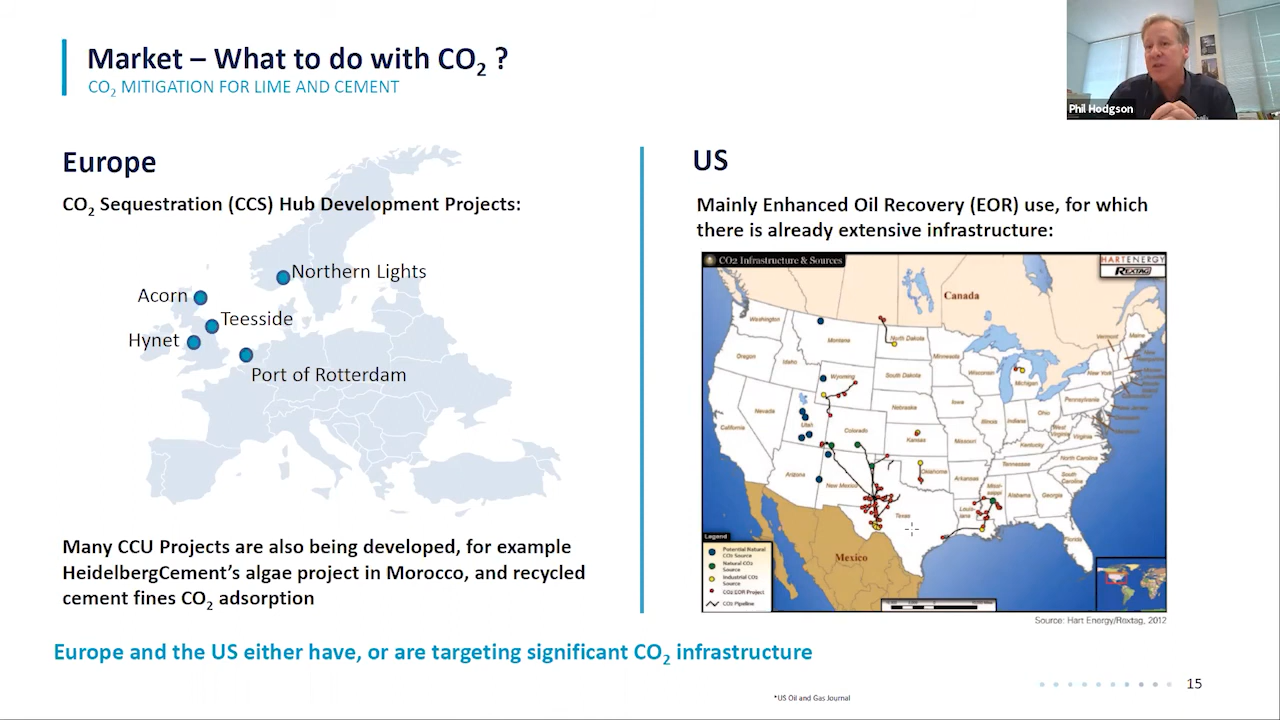 Market – What to do with CO₂ ?
CO₂ MITIGATION FOR LIME AND CEMENT
Phil Hodgson
Europe
CO₂ Sequestration (CCS) Hub Development Projects:
Northern Lights
Acorn
Teesside
Hynet
Port of Rotterdam
Many CCU Projects are also being developed, for example
HeidelbergCement’s algae project in Morocco, and recycled
cement fines CO₂ adsorption
US
Mainly Enhanced Oil Recovery (EOR) use, for which
there is already extensive infrastructure:
CO2 Infrastructure & Sources
HARTENERGY
REXTAG
Canada
Washington
Montana
North Dakota
Minnesota
Vermont
Maine
Oregon
Idaho
Wyoming
South Dakota
Wisconsin
Michigan
New York
Nebraska
Iowa
Pennsylvania
Nevada
Utah
Colorado
Kansas
Missouri
Illinois
Indiana
Ohio
West
Virginia
Virginia
Kentucky
California
Arizona
New Mexico
Oklahoma
Arkansas
Tennessee
North Carolina
South
Carolina
Texas
Louis-
iana
Missi-
ssippi
Alabama
Georgia
Florida
Mexico
Legend
Potential Natural
CO2 Source
Natural CO2
Source
Industrial CO2
Source
CO2 EOR Project
CO2 Pipeline
Source: Hart Energy/Rextag, 2012
Europe and the US either have, or are targeting significant CO₂ infrastructure
15
*US Oil and Gas Journal